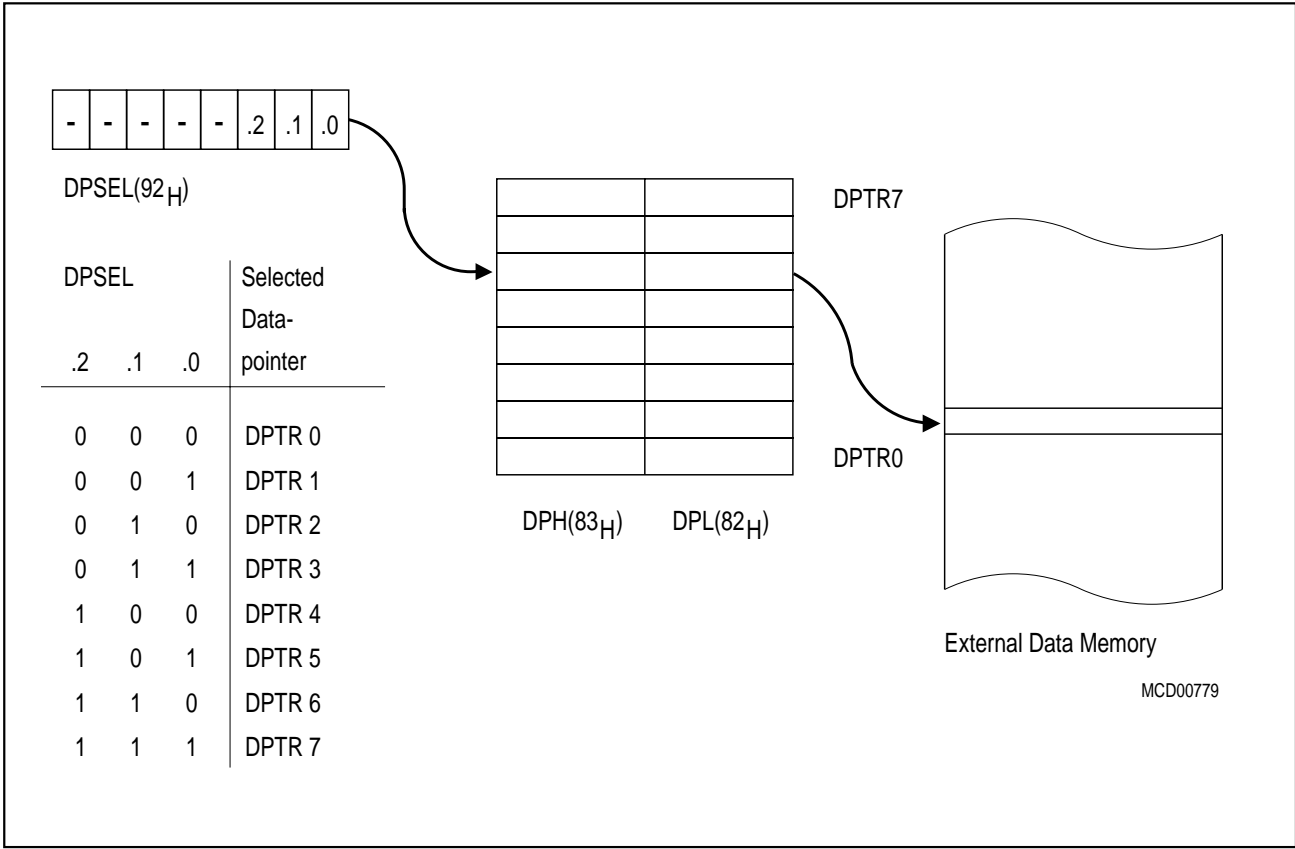 - - - - - .2 .1 .0
DPSEL(92H)
DPSEL Selected
Data-
.2 .1 .0 pointer
0 0 0 DPTR 0
0 0 1 DPTR 1
0 1 0 DPTR 2
0 1 1 DPTR 3
1 0 0 DPTR 4
1 0 1 DPTR 5
1 1 0 DPTR 6
1 1 1 DPTR 7
DPTR7
DPTR0
DPH(83H) DPL(82H)
External Data Memory
MCD00779